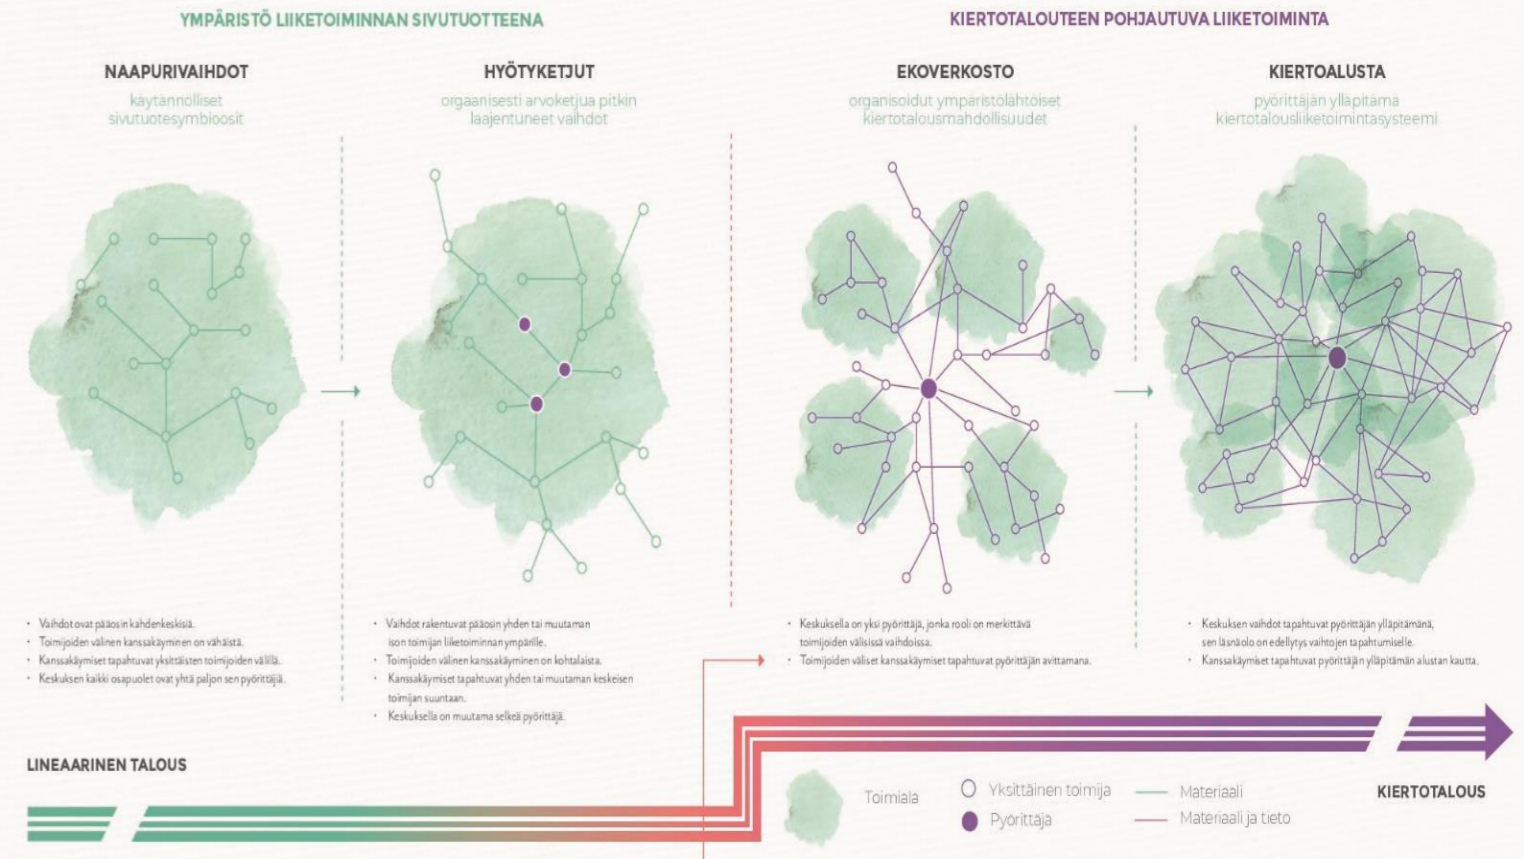 YMPÄRISTÖ LIIKETOIMINNAN SIVUTUOTTEENA
KIERTOTALOUTEEN POHJAUTUVA LIIKETOIMINTA
NAAPURIVAIHDOT
käytännölliset
sivutuotesymbioosit
HYÖTYKETJUT
orgaanisesti arvoketjua pitkin
laajentuneet vaihdot
EKOVERKOSTO
organisoidut ympäristölähtöiset
kiertotalousmahdollisuudet
KIERTOALUSTA
pyörittäjän ylläpitämä
kiertotalousliiketoimintasysteemi
• Vaihdot ovat pääosin kahdenkeskisiä.
• Toimijoiden välinen kanssakäyminen on vähäistä.
• Kanssakäymiset tapahtuvat yksittäisten toimijoiden välillä.
• Keskuksen kaikki osapuolet ovat yhtä paljon sen pyörittäjiä.
• Vaihdot rakentuvat pääosin yhden tai muutaman
ison toimijan liiketoiminnan ympärille.
• Toimijoiden välinen kanssakäyminen on kohtalaista.
• Kanssakäymiset tapahtuvat yhden tai muutaman keskeisen
toimijan suuntaan.
• Keskuksella on muutama selkeä pyörittäjä.
• Keskuksella on yksi pyörittäjä, jonka rooli on merkittävä
toimijoiden välisissä vaihdoissa.
• Toimijoiden väliset kanssakäymiset tapahtuvat pyörittäjän avittamana.
• Keskuksen vaihdot tapahtuvat pyörittäjän ylläpitämänä,
sen läsnäolo on edellytys vaihtojen tapahtumiselle.
• Kanssakäymiset tapahtuvat pyörittäjän ylläpitämän alustan kautta.
LINEAARINEN TALOUS
Toimiala
Yksittäinen toimija
Pyörittäjä
Materiaali
Materiaali ja tieto
KIERTOTALOUS